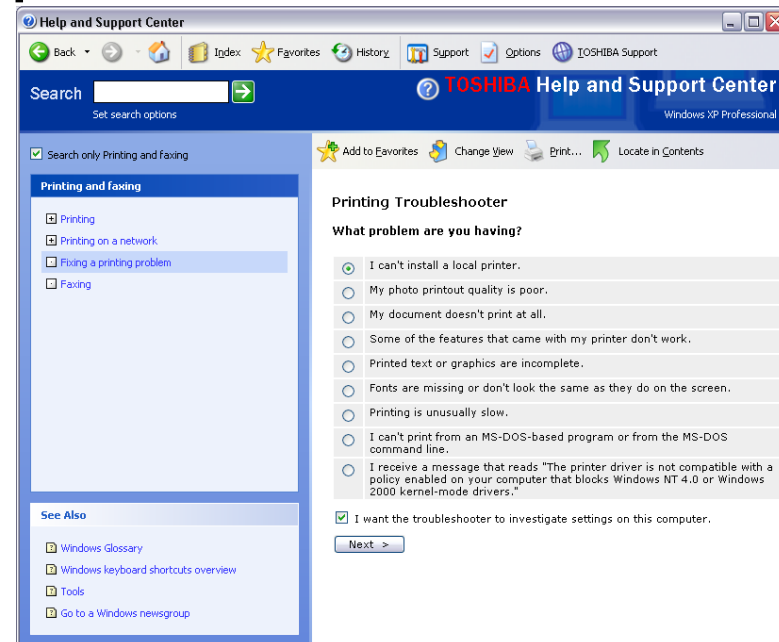 Help and Support Center
Back
Index
Favorites
History
Support
Options
TOSHIBA Support
Search
Set search options
TOSHIBA Help and Support Center
Windows XP Professional
Search only Printing and faxing
Printing and faxing
Printing
Printing on a network
Fixing a printing problem
Faxing
See Also
Windows Glossary
Windows keyboard shortcuts overview
Tools
Go to a Windows newsgroup
Add to Favorites
Change View
Print...
Locate in Contents
Printing Troubleshooter
What problem are you having?
I can't install a local printer.
My photo printout quality is poor.
My document doesn't print at all.
Some of the features that came with my printer don't work.
Printed text or graphics are incomplete.
Fonts are missing or don't look the same as they do on the screen.
Printing is unusually slow.
I can't print from an MS-DOS-based program or from the MS-DOS
command line.
I receive a message that reads "The printer driver is not compatible with a
policy enabled on your computer that blocks Windows NT 4.0 or Windows
2000 kernel-mode drivers."
I want the troubleshooter to investigate settings on this computer.
Next >